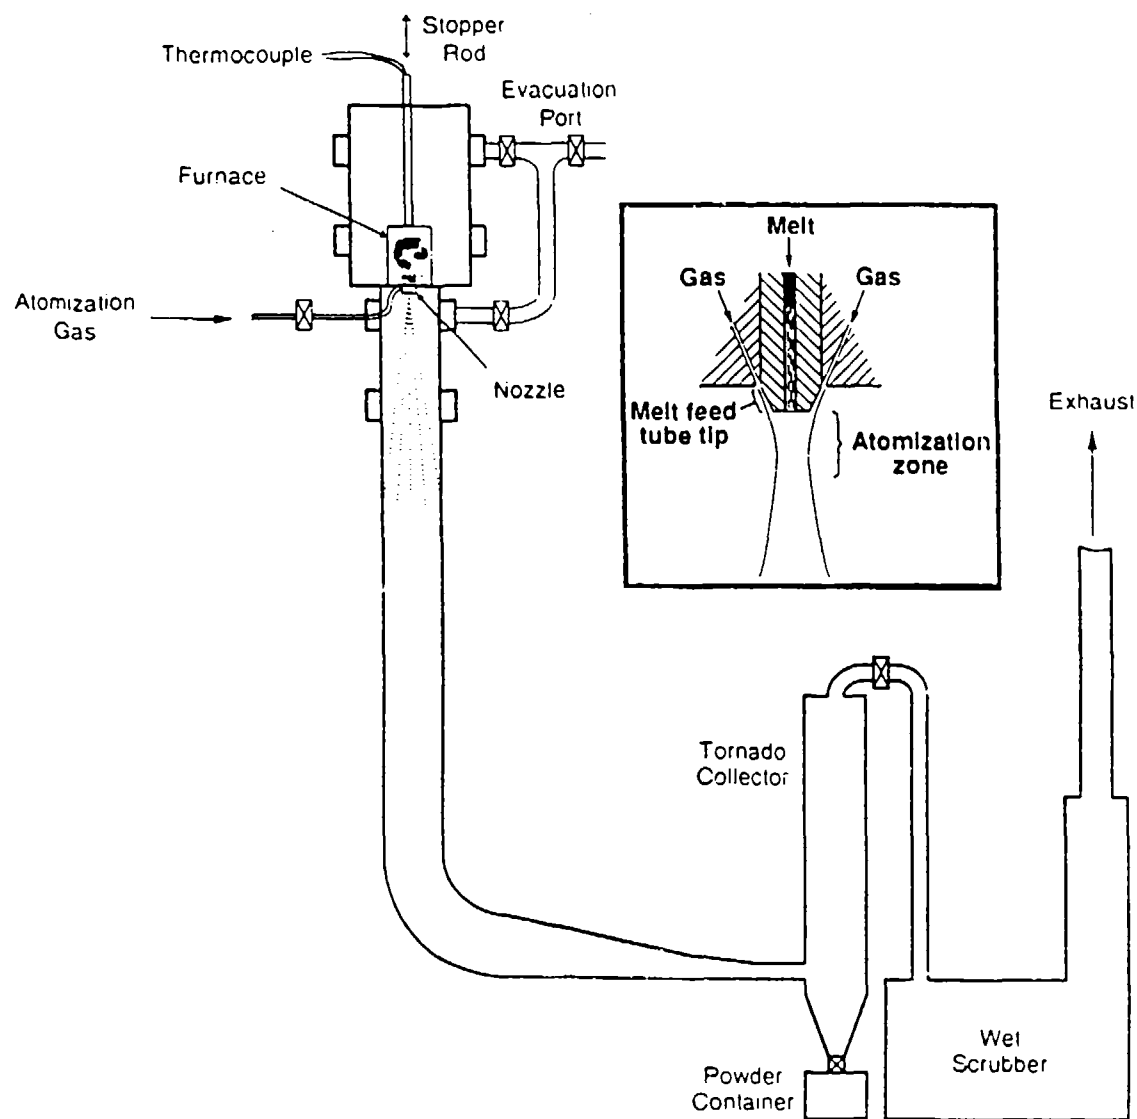 Stopper
Rod
Thermocouple
Evacuation
Port
Furnace
Melt
Gas
Gas
Atomization
Gas
Nozzle
Melt feed
tube tip
Atomization
zone
Exhaust
Tornado
Collector
Wet
Scrubber
Powder
Container